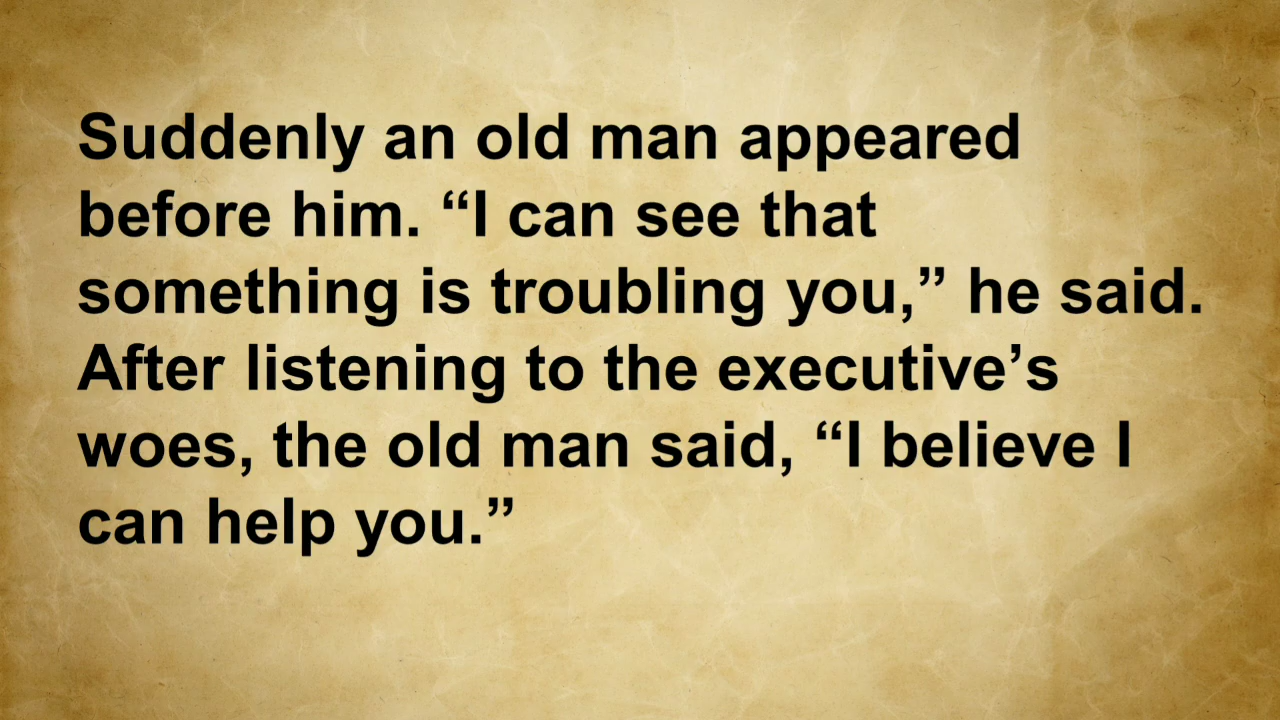 Suddenly an old man appeared
before him. “I can see that
something is troubling you,” he said.
After listening to the executive’s
woes, the old man said, “I believe I
can help you.”